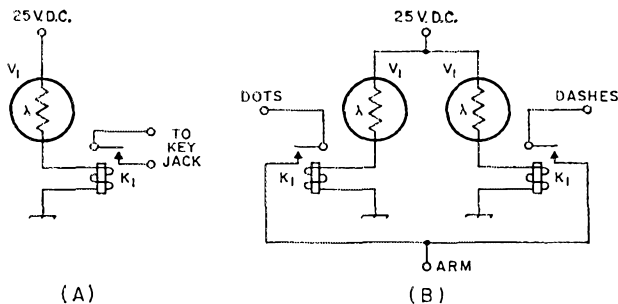 25 V. D.C.
V1
λ
TO
KEY
JACK
K1
(A)
25 V.D.C.
V1
V1
DOTS
DASHES
λ
λ
K1
K1
ARM
(B)